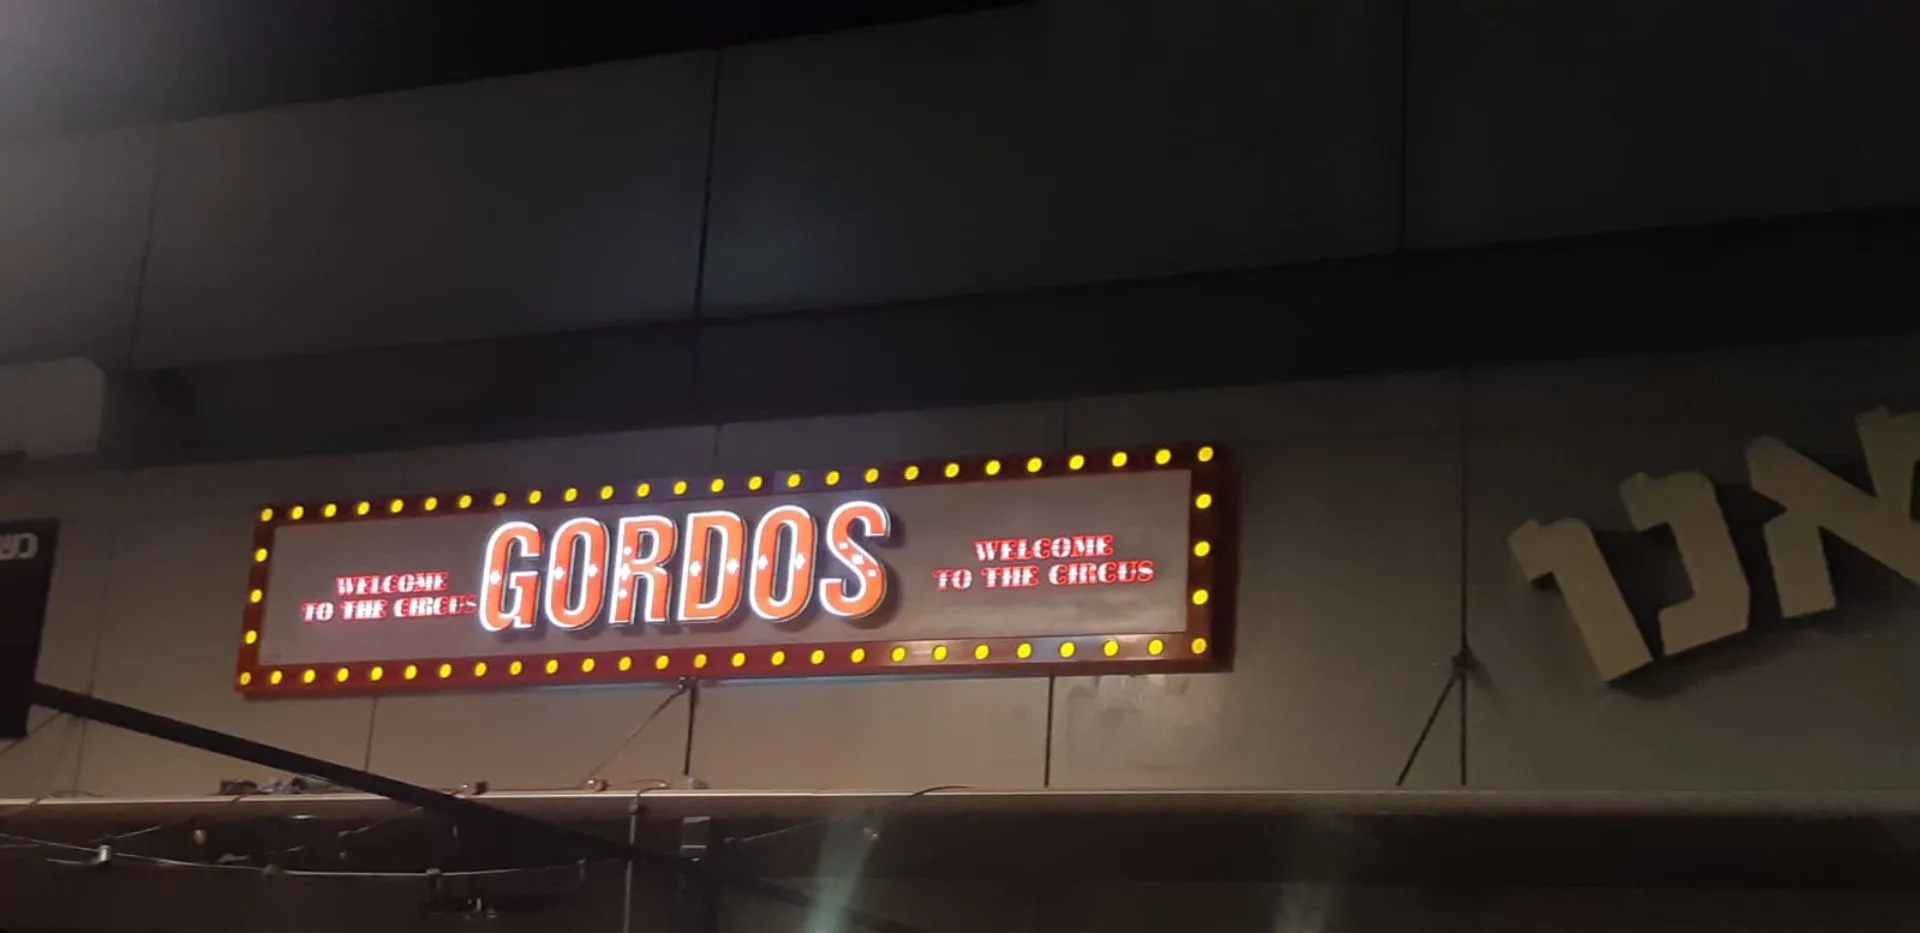 WELCOME
TO THE CIRCUS
GORDOS
WELCOME
TO THE CIRCUS